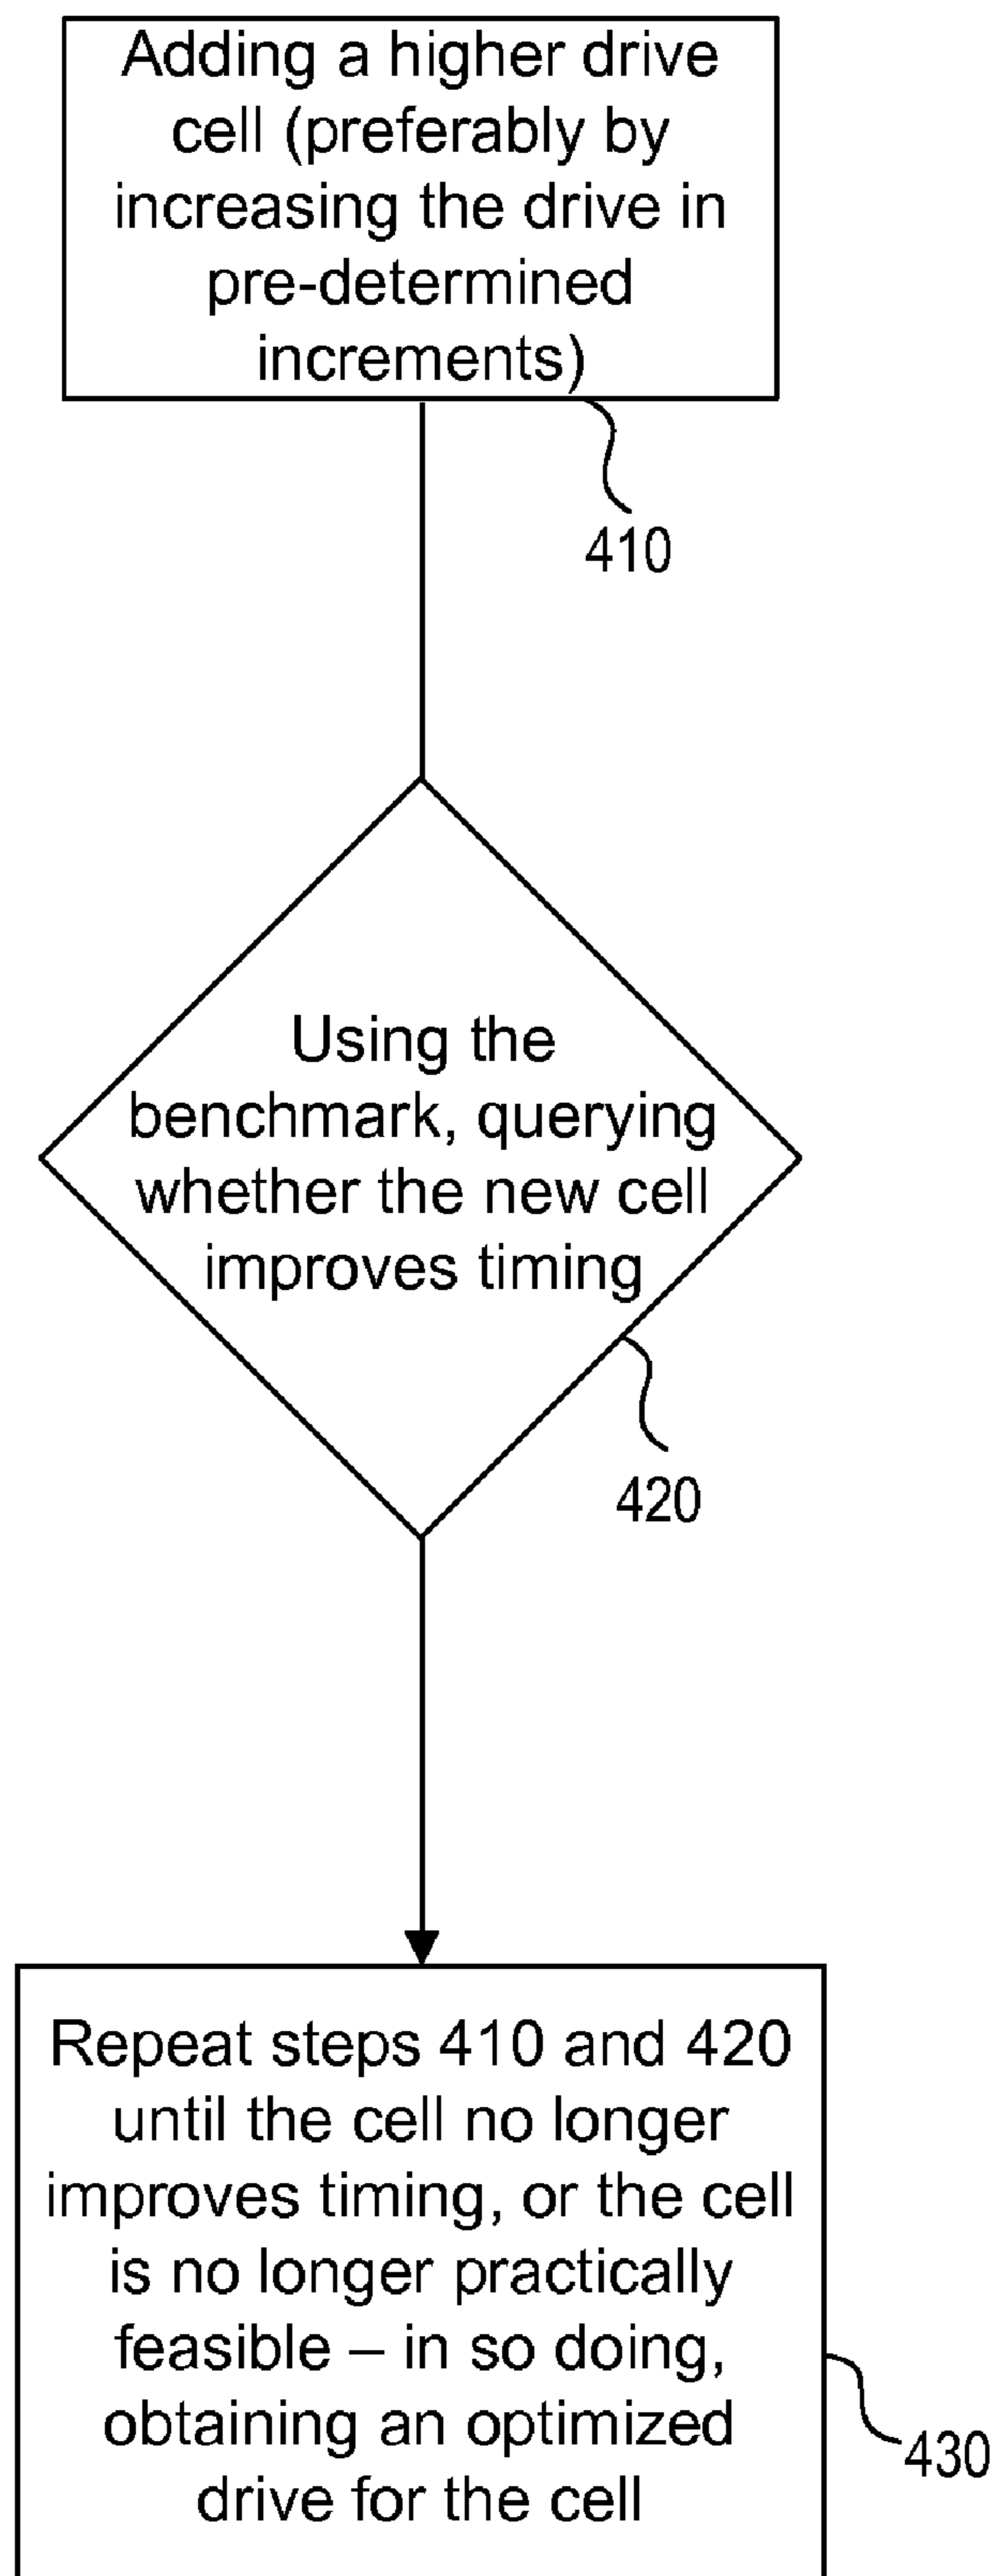 Adding a higher drive
cell (preferably by
increasing the drive in
pre-determined
increments)
410
Using the
benchmark, querying
whether the new cell
improves timing
420
Repeat steps 410 and 420
until the cell no longer
improves timing, or the cell
is no longer practically
feasible – in so doing,
obtaining an optimized
drive for the cell
430